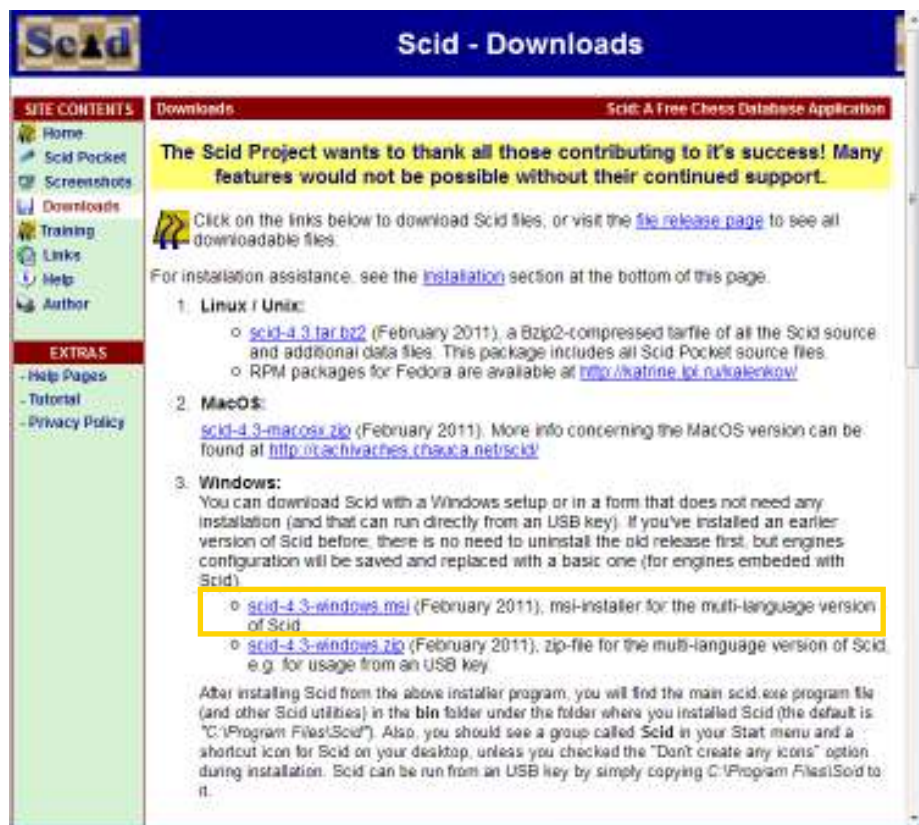 Scid
Scid - Downloads
SITE CONTENTS
Home
Scid Pocket
Screenshots
Downloads
Training
Links
Help
Author
EXTRAS
- Help Pages
- Tutorial
- Privacy Policy
Downloads
Scid: A Free Chess Database Application
The Scid Project wants to thank all those contributing to it's success! Many
features would not be possible without their continued support.
Click on the links below to download Scid files, or visit the file release page to see all
downloadable files.
For installation assistance, see the Installation section at the bottom of this page.
1. Linux / Unix:
scid-4.3.tar.bz2 (February 2011), a Bzip2-compressed tarfile of all the Scid source
and additional data files. This package includes all Scid Pocket source files.
RPM packages for Fedora are available at http://katrine.lpi.ru/kalenkov/
2. MacOS:
scid-4.3-macosx.zip (February 2011). More info concerning the MacOS version can be
found at http://cachivaches.chauca.net/scid/
3. Windows:
You can download Scid with a Windows setup or in a form that does not need any
installation (and that can run directly from an USB key). If you've installed an earlier
version of Scid before, there is no need to uninstall the old release first, but engines
configuration will be saved and replaced with a basic one (for engines embeded with
Scid)
scid-4.3-windows.msi (February 2011), msi-installer for the multi-language version
of Scid
scid-4.3-windows.zip (February 2011), zip-file for the multi-language version of Scid,
e.g. for usage from an USB key.
After installing Scid from the above installer program, you will find the main scid.exe program file
(and other Scid utilities) in the bin folder under the folder where you installed Scid (the default is
"C:\Program Files\Scid"). Also, you should see a group called Scid in your Start menu and a
shortcut icon for Scid on your desktop, unless you checked the "Don't create any icons" option
during installation. Scid can be run from an USB key by simply copying C:\Program Files\Scid to
it.